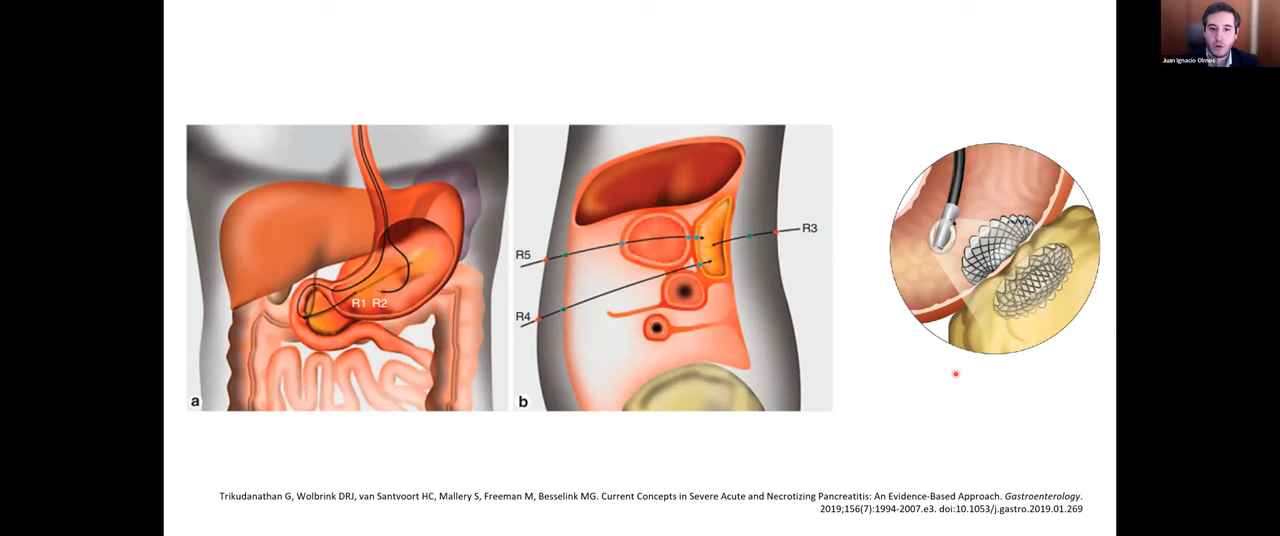 Juan Ignacio Olmos
R1 R2
a
R5
R3
R4
b
Trikudanathan G, Wolbrink DRJ, van Santvoort HC, Mallery S, Freeman M, Besselink MG. Current Concepts in Severe Acute and Necrotizing Pancreatitis: An Evidence-Based Approach. Gastroenterology.
2019;156(7):1994-2007.e3. doi:10.1053/j.gastro.2019.01.269